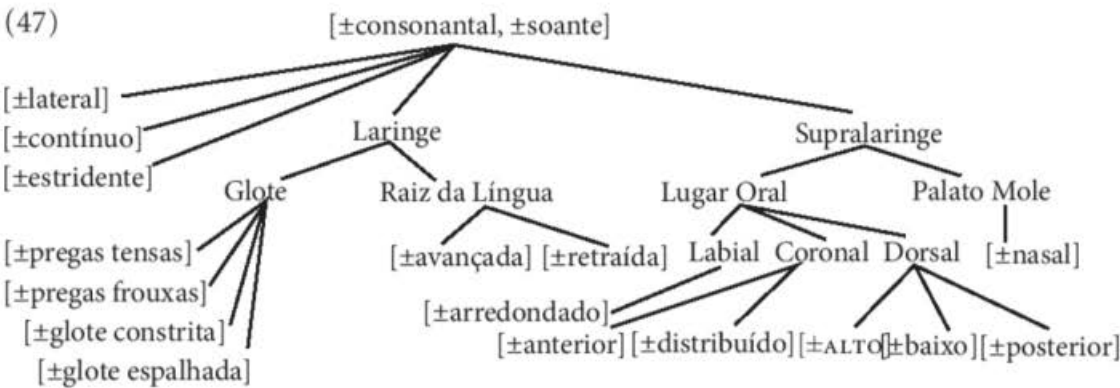 (47)
[±consonantal, ±soante]
[±lateral]
[±contínuo]
[±estridente]
Laringe
Supralaringe
Glote
Raiz da Língua
Lugar Oral
Palato Mole
[±pregas tensas]
[±pregas frouxas]
[±glote constrita]
[±glote espalhada]
[±avançada] [±retraída]
Labial Coronal Dorsal
[±nasal]
[±arredondado]
[±anterior] [±distribuído] [±ALTO] [±baixo] [±posterior]